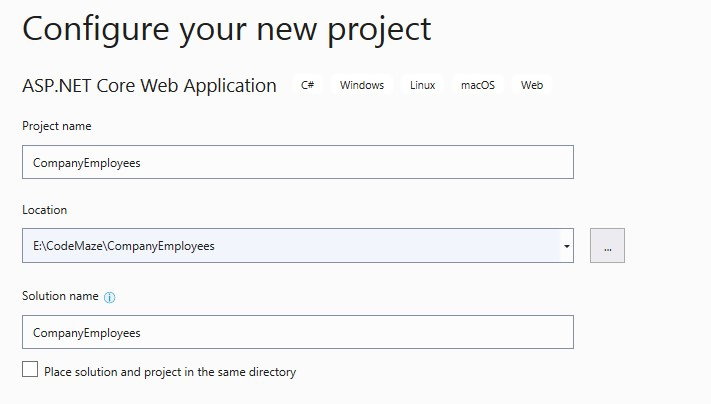 Configure your new project
ASP.NET Core Web Application C# Windows Linux macOS Web
Project name
CompanyEmployees
Location
E:\CodeMaze\CompanyEmployees
...
Solution name
CompanyEmployees
Place solution and project in the same directory